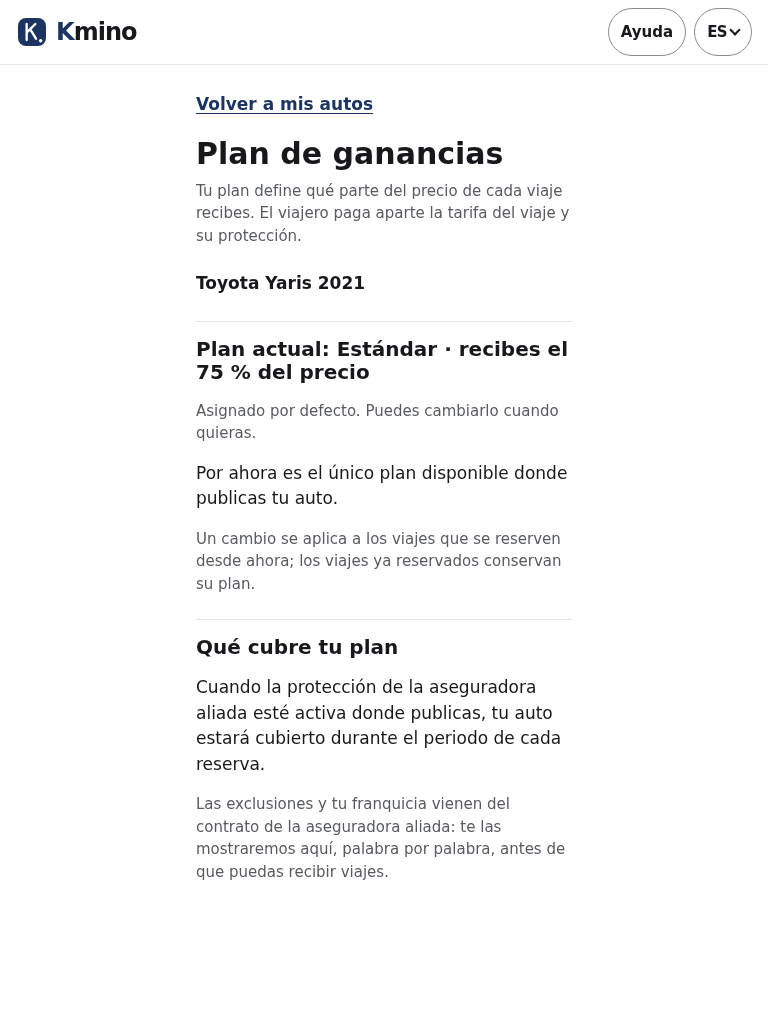 K. Kmino
Ayuda
ES
Volver a mis autos
Plan de ganancias
Tu plan define qué parte del precio de cada viaje
recibes. El viajero paga aparte la tarifa del viaje y
su protección.
Toyota Yaris 2021
Plan actual: Estándar · recibes el
75 % del precio
Asignado por defecto. Puedes cambiarlo cuando
quieras.
Por ahora es el único plan disponible donde
publicas tu auto.
Un cambio se aplica a los viajes que se reserven
desde ahora; los viajes ya reservados conservan
su plan.
Qué cubre tu plan
Cuando la protección de la aseguradora
aliada esté activa donde publicas, tu auto
estará cubierto durante el periodo de cada
reserva.
Las exclusiones y tu franquicia vienen del
contrato de la aseguradora aliada: te las
mostraremos aquí, palabra por palabra, antes de
que puedas recibir viajes.